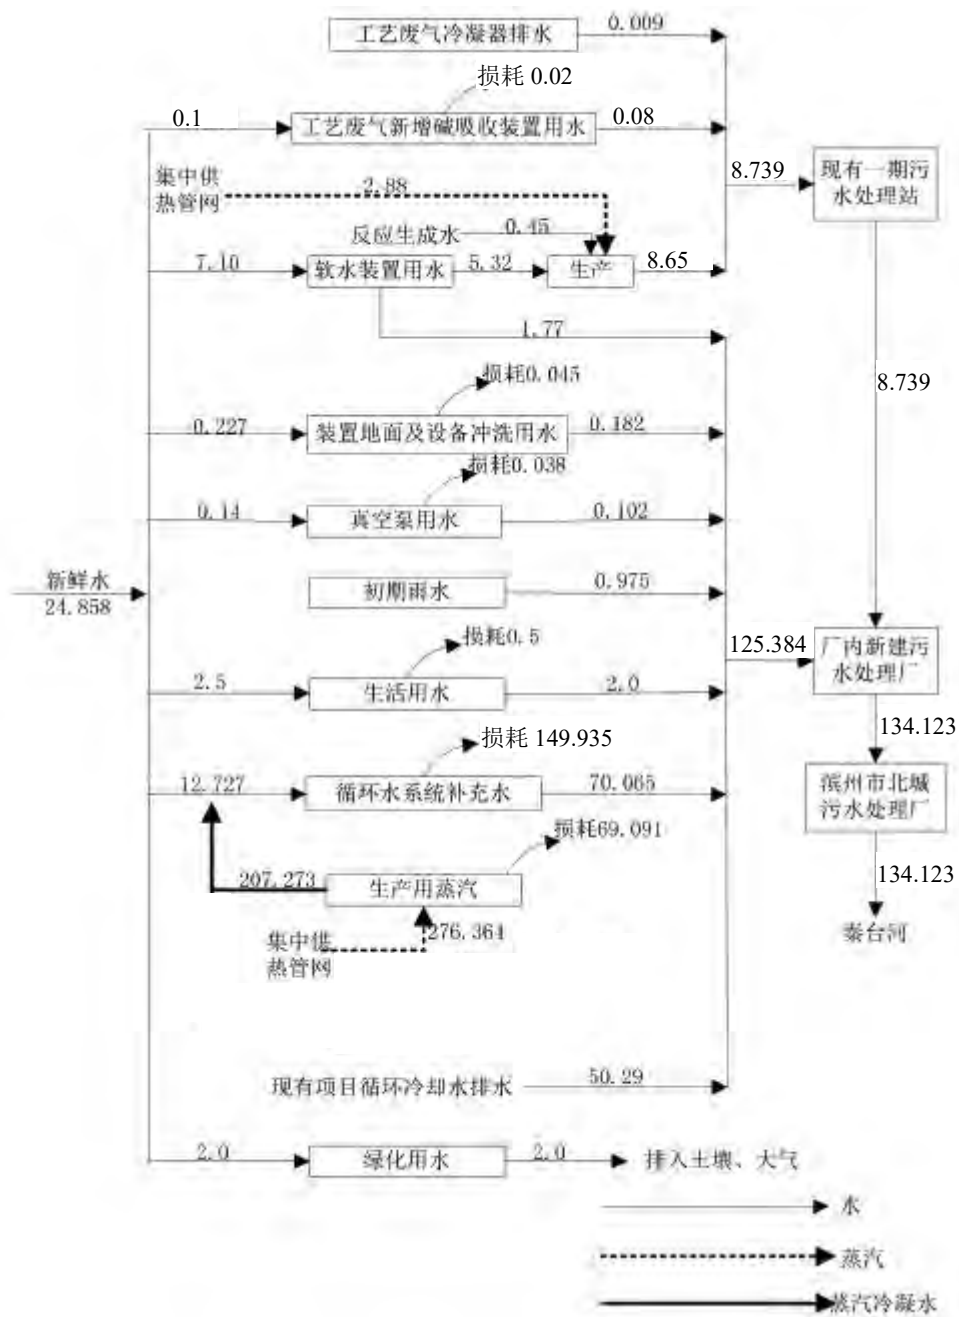 工艺废气冷凝器排水
0.009
损耗 0.02
0.1
工艺废气新增碱吸收装置用水
0.08
集中供
热管网
2.88
8.739
现有一期污
水处理站
反应生成水
0.45
7.10
软水装置用水
5.32
生产
8.65
1.77
损耗0.045
8.739
0.227
装置地面及设备冲洗用水
0.182
损耗0.038
0.14
真空泵用水
0.102
新鲜水
24.858
初期雨水
0.975
损耗0.5
125.384
厂内新建污
水处理厂
2.5
生活用水
2.0
134.123
损耗 149.935
12.727
循环水系统补充水
70.065
滨州市北城
污水处理厂
损耗69.091
207.273
生产用蒸汽
134.123
276.364
集中供
热管网
秦台河
现有项目循环冷却水排水
50.29
2.0
绿化用水
2.0
排入土壤、大气
水
蒸汽
蒸汽冷凝水